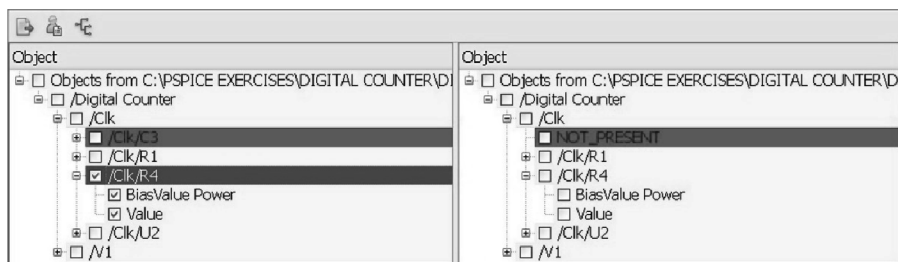 Object
Objects from C:\PSPICE EXERCISES\DIGITAL COUNTER\DI
/Digital Counter
/Clk
/Clk/C3
/Clk/R1
/Clk/R4
BiasValue Power
Value
/Clk/U2
/V1
Object
Objects from C:\PSPICE EXERCISES\DIGITAL COUNTER\D
/Digital Counter
/Clk
NOT_PRESENT
/Clk/R1
/Clk/R4
BiasValue Power
Value
/Clk/U2
/V1